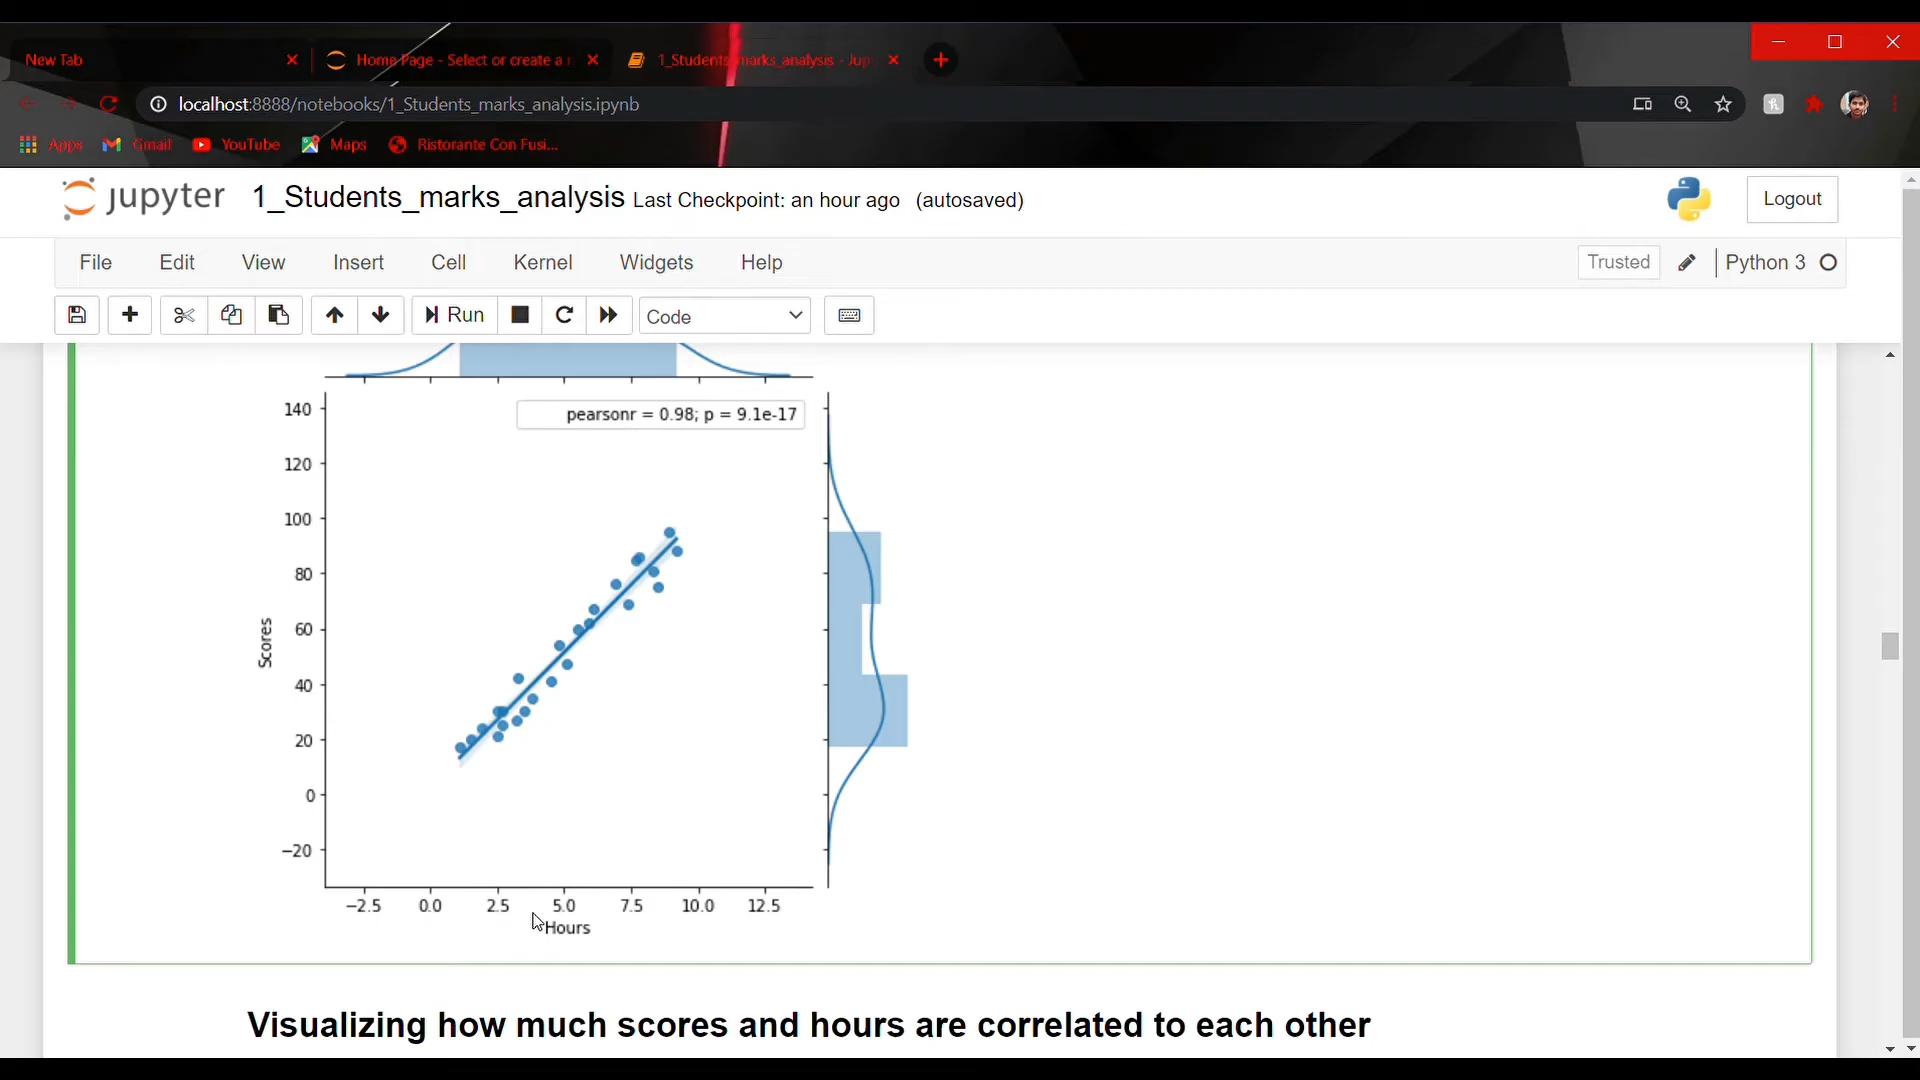 New Tab
Home Page - Select or create a n
1_Students_marks_analysis - Jup
localhost:8888/notebooks/1_Students_marks_analysis.ipynb
Apps Gmail YouTube Maps Ristorante Con Fusi...
jupyter 1_Students_marks_analysis Last Checkpoint: an hour ago (autosaved)
Logout
File Edit View Insert Cell Kernel Widgets Help
Trusted Python 3
Run Code
pearsonr = 0.98; p = 9.1e-17
140
120
100
80
60
40
20
0
−20
Scores
−2.5 0.0 2.5 5.0 7.5 10.0 12.5
Hours
Visualizing how much scores and hours are correlated to each other